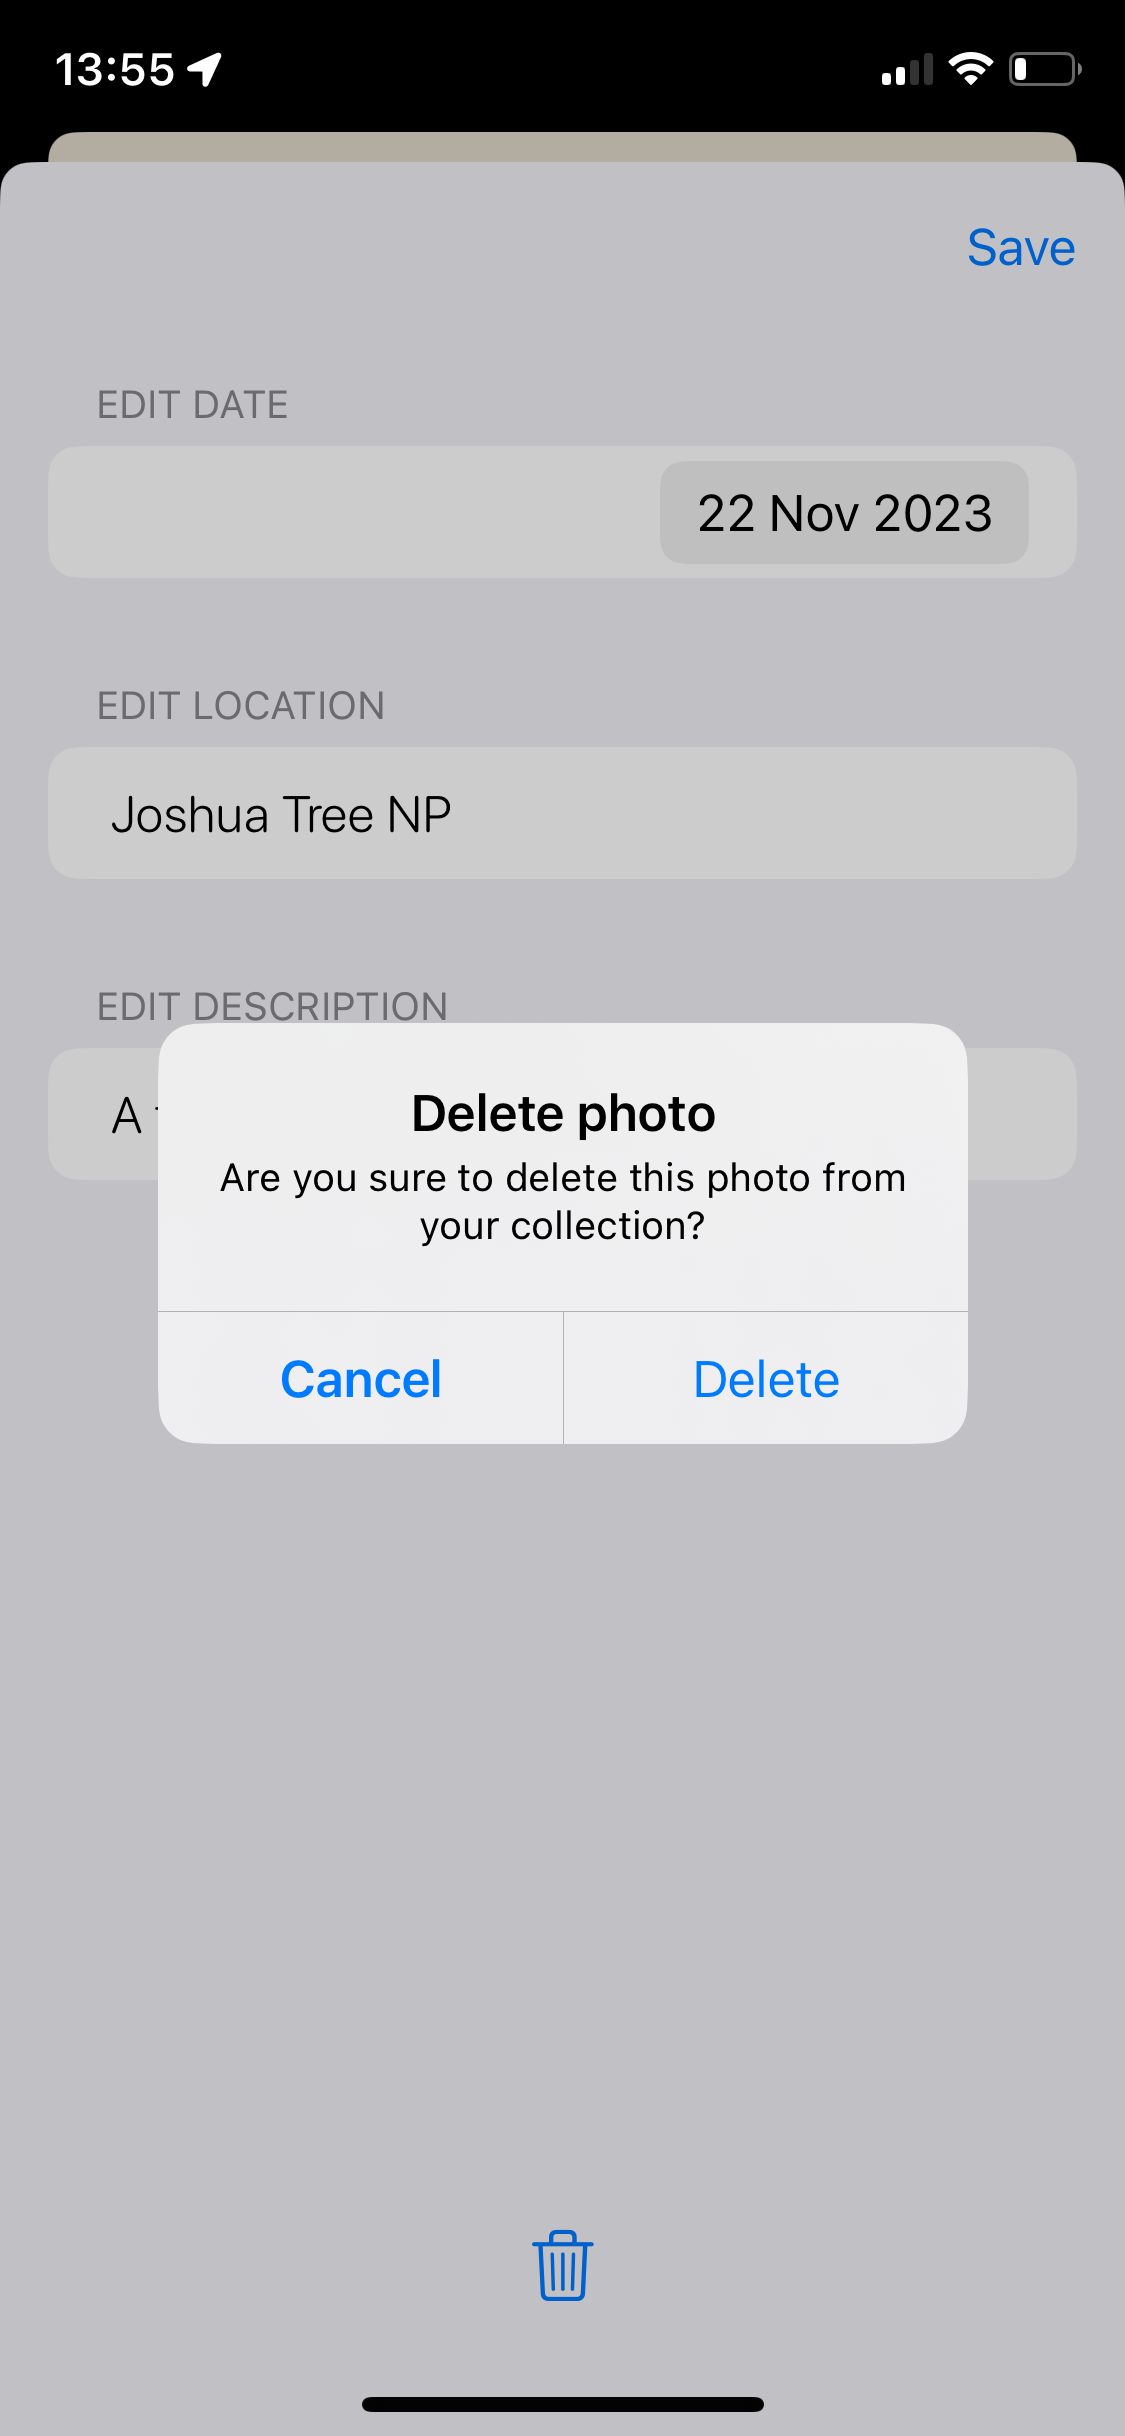 13:55
Save
EDIT DATE
22 Nov 2023
EDIT LOCATION
Joshua Tree NP
EDIT DESCRIPTION
A
Delete photo
Are you sure to delete this photo from
your collection?
Cancel
Delete